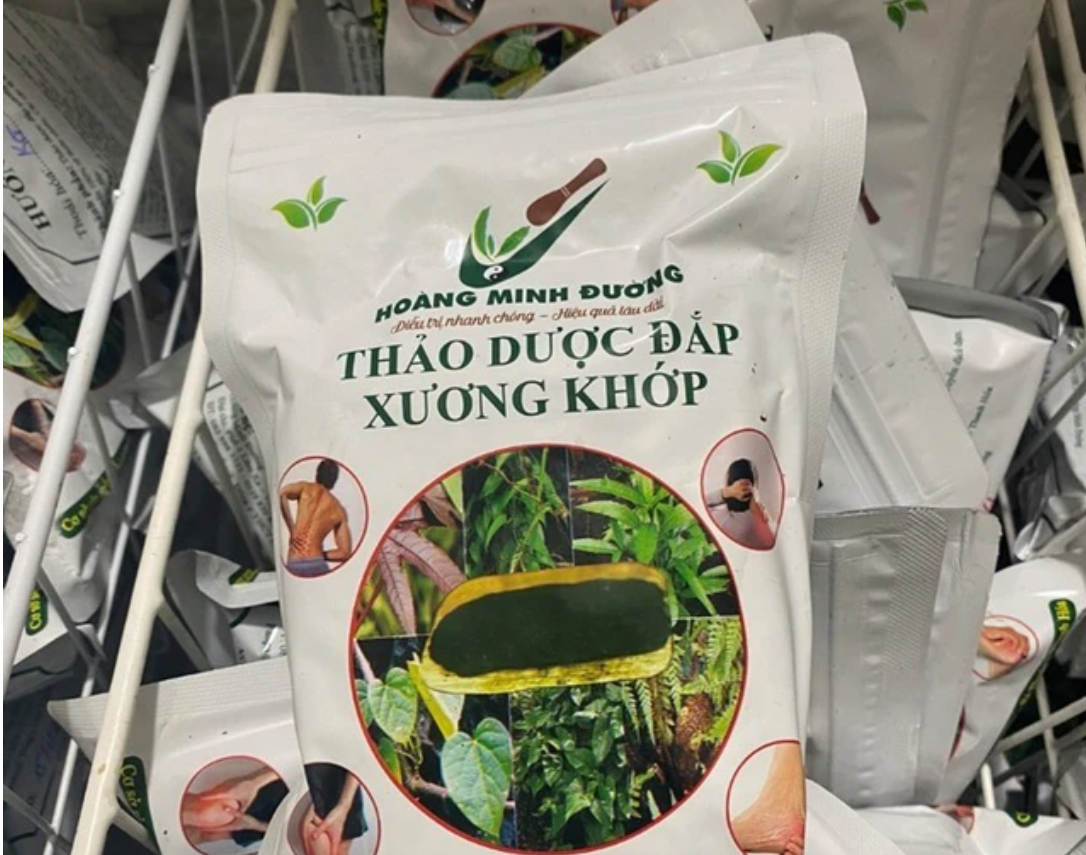 HOÀNG MINH ĐƯỜNG
Điều trị nhanh chóng – Hiệu quả lâu dài
THẢO DƯỢC ĐẮP
XƯƠNG KHỚP